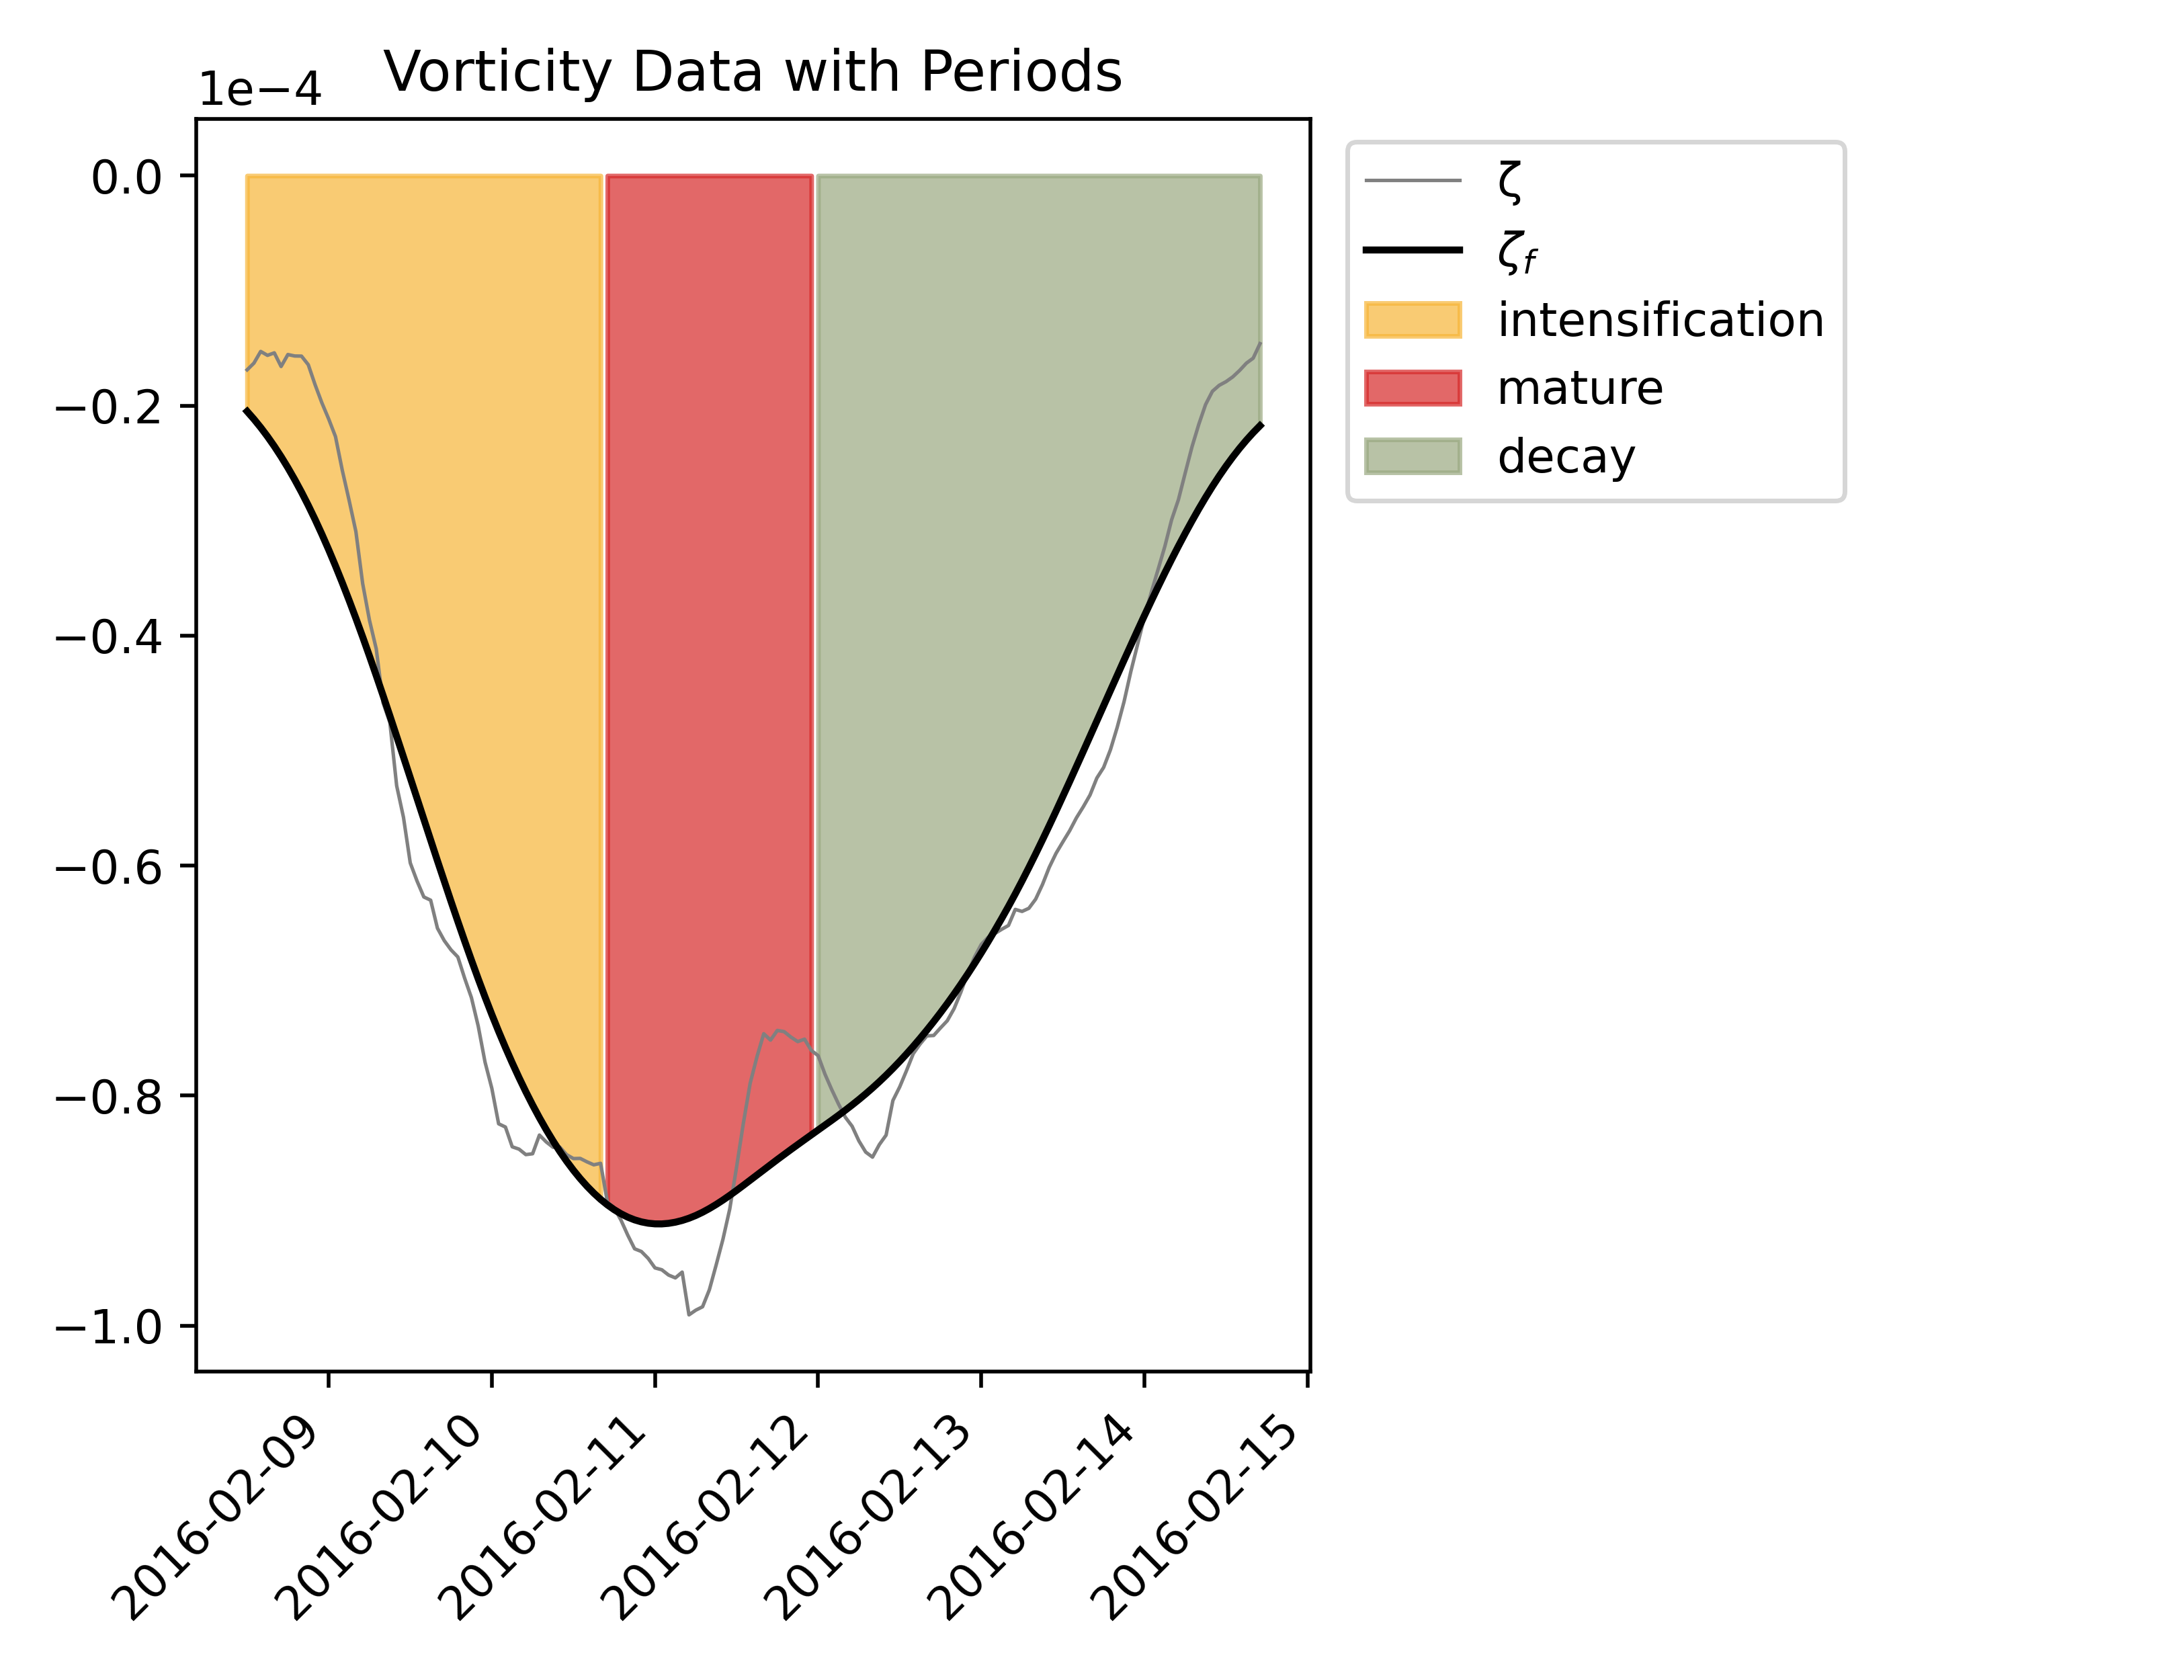 Vorticity Data with Periods
1e−4
0.0
−0.2
−0.4
−0.6
−0.8
−1.0
2016-02-09
2016-02-10
2016-02-11
2016-02-12
2016-02-13
2016-02-14
2016-02-15
ζ
ζf
intensification
mature
decay